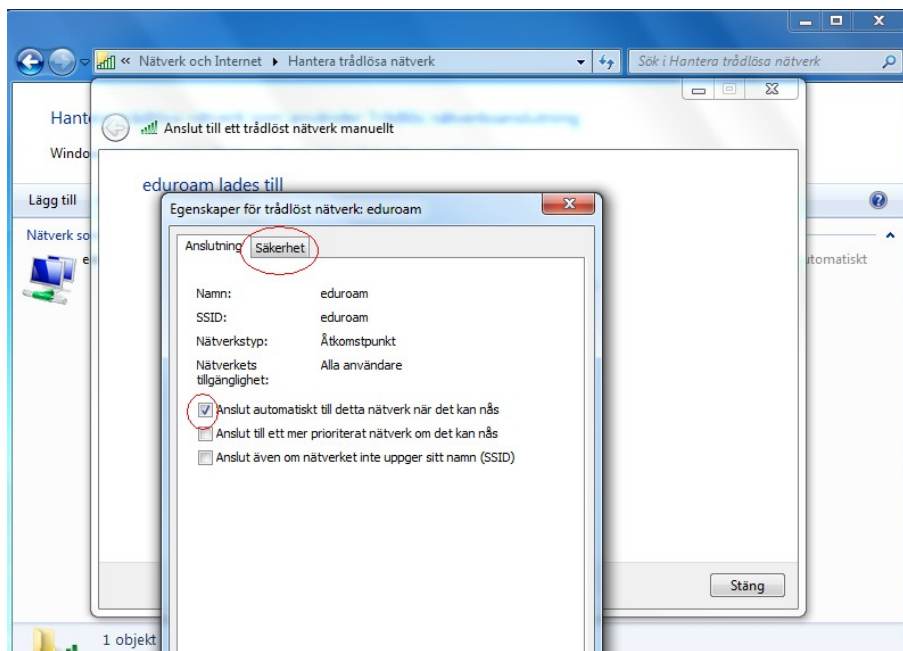 « Nätverk och Internet ▸ Hantera trådlösa nätverk
Sök i Hantera trådlösa nätverk
Hante
Windo
Anslut till ett trådlöst nätverk manuellt
eduroam lades till
Lägg till
Nätverk so
e
utomatiskt
Egenskaper för trådlöst nätverk: eduroam
Anslutning
Säkerhet
Namn: eduroam
SSID: eduroam
Nätverkstyp: Åtkomstpunkt
Nätverkets Alla användare
tillgänglighet:
Anslut automatiskt till detta nätverk när det kan nås
Anslut till ett mer prioriterat nätverk om det kan nås
Anslut även om nätverket inte uppger sitt namn (SSID)
Stäng
1 objekt